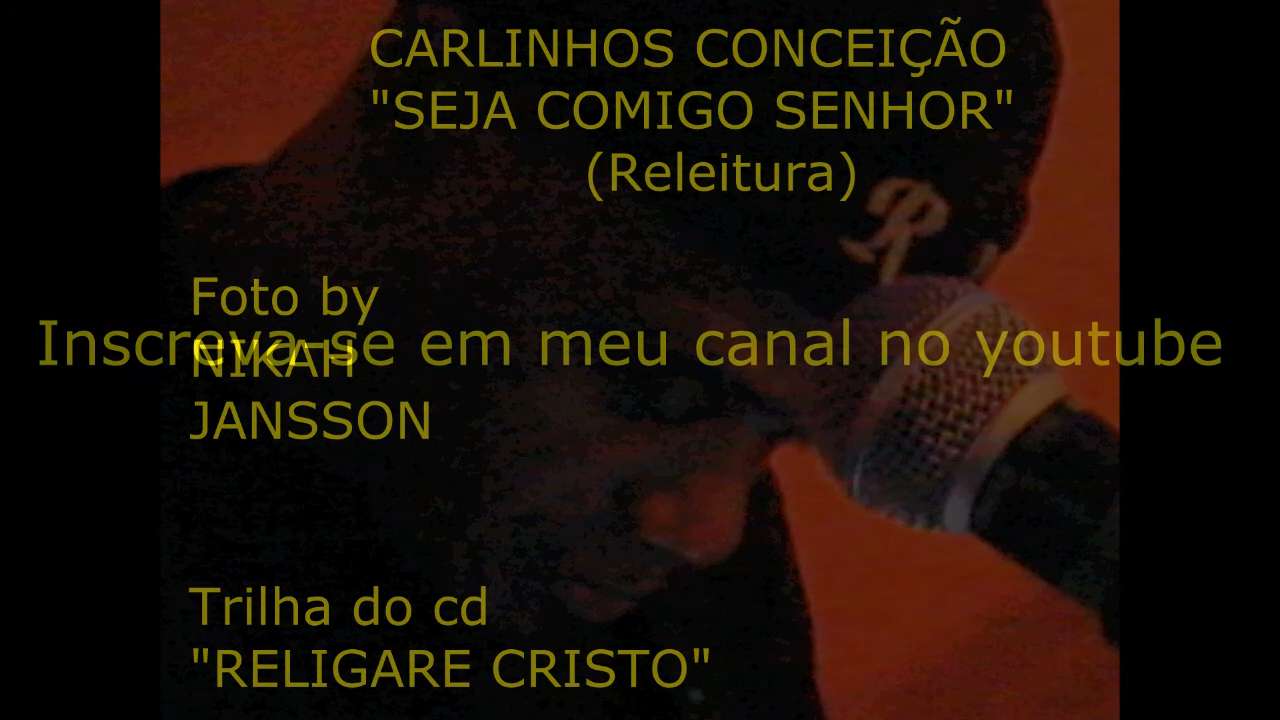 CARLINHOS CONCEIÇÃO
"SEJA COMIGO SENHOR"
(Releitura)
Foto by
Inscreva-se em meu canal no youtube
NIKAH
JANSSON
Trilha do cd
"RELIGARE CRISTO"